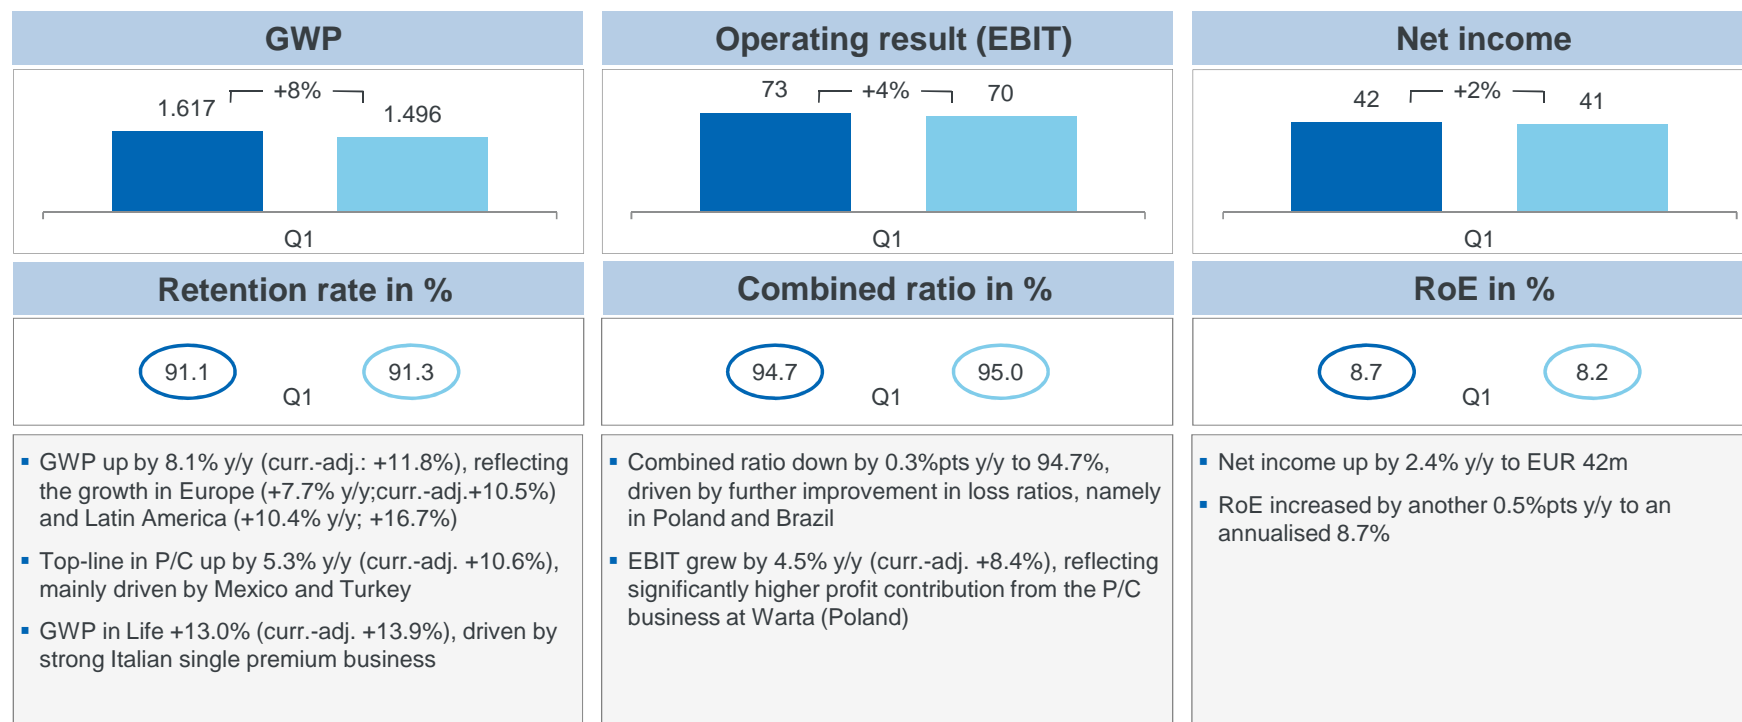 GWP
1.617
+8%
1.496
Q1
Operating result (EBIT)
73
+4%
70
Q1
Net income
42
+2%
41
Q1
Retention rate in %
91.1
91.3
Q1
Combined ratio in %
94.7
95.0
Q1
RoE in %
8.7
8.2
Q1
▪ GWP up by 8.1% y/y (curr.-adj.: +11.8%), reflecting
the growth in Europe (+7.7% y/y;curr.-adj.+10.5%)
and Latin America (+10.4% y/y; +16.7%)
▪ Top-line in P/C up by 5.3% y/y (curr.-adj. +10.6%),
mainly driven by Mexico and Turkey
▪ GWP in Life +13.0% (curr.-adj. +13.9%), driven by
strong Italian single premium business
▪ Combined ratio down by 0.3%pts y/y to 94.7%,
driven by further improvement in loss ratios, namely
in Poland and Brazil
▪ EBIT grew by 4.5% y/y (curr.-adj. +8.4%), reflecting
significantly higher profit contribution from the P/C
business at Warta (Poland)
▪ Net income up by 2.4% y/y to EUR 42m
▪ RoE increased by another 0.5%pts y/y to an
annualised 8.7%